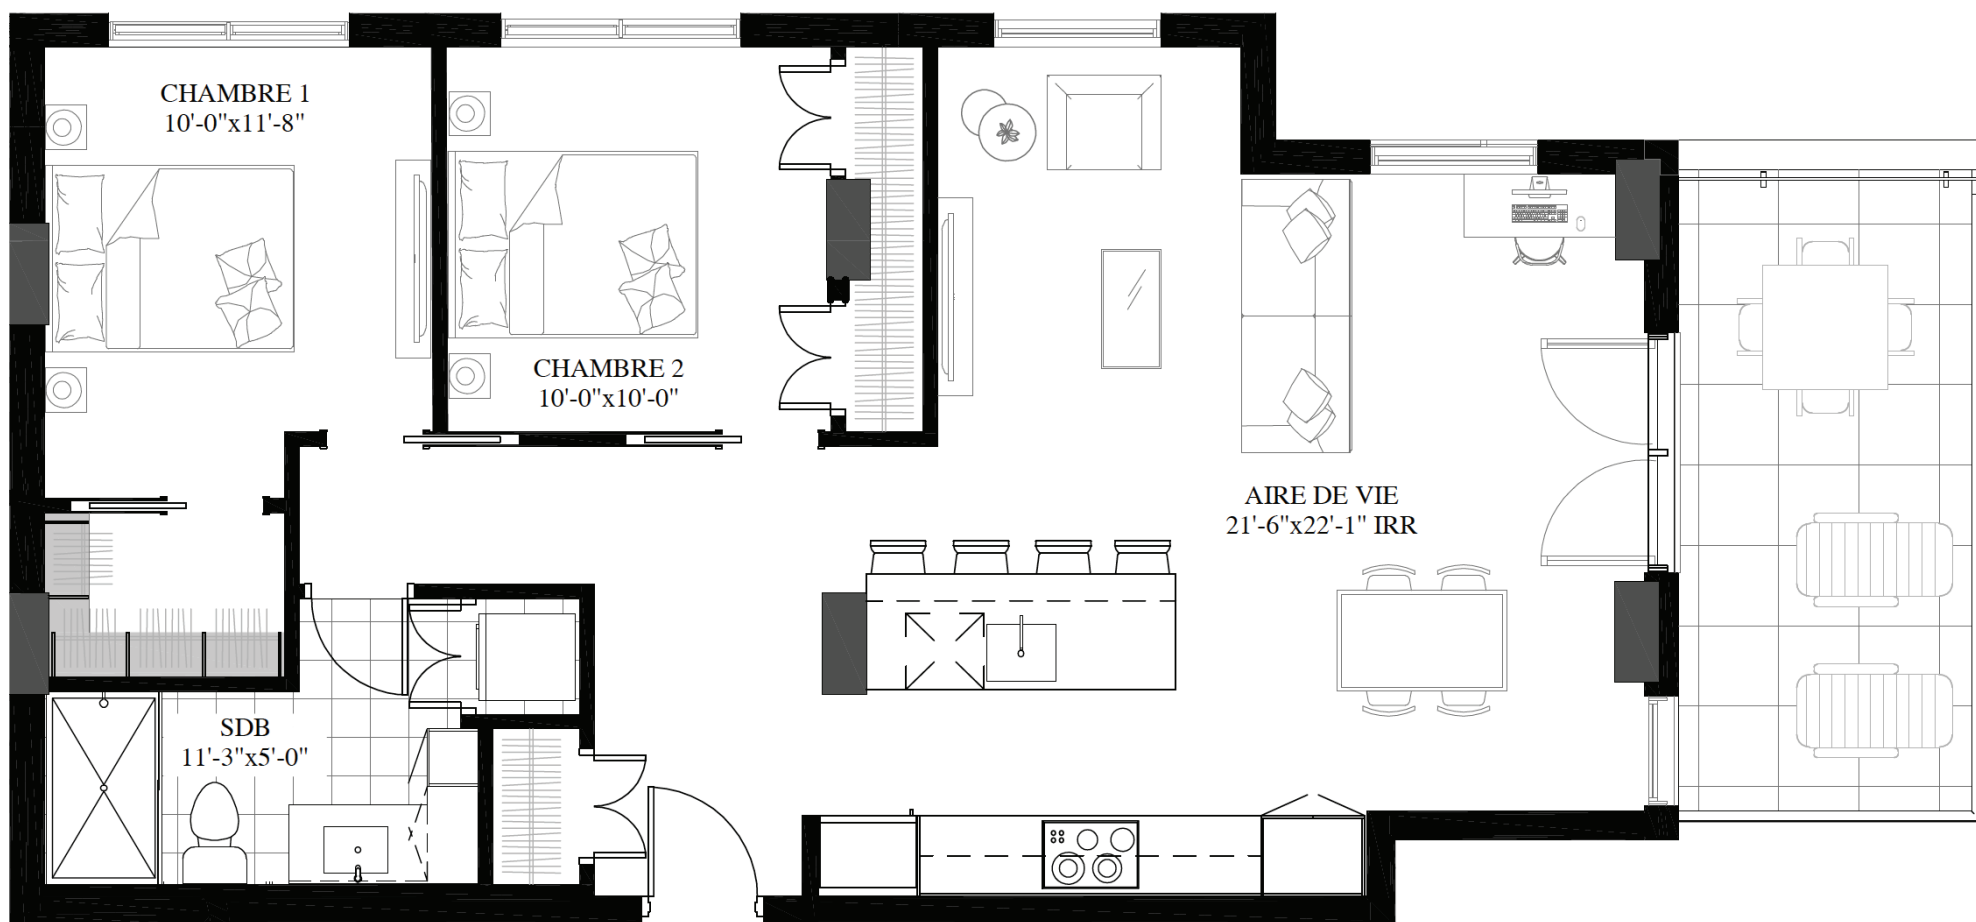 CHAMBRE 1
10'-0"x11'-8"
CHAMBRE 2
10'-0"x10'-0"
AIRE DE VIE
21'-6"x22'-1" IRR
SDB
11'-3"x5'-0"